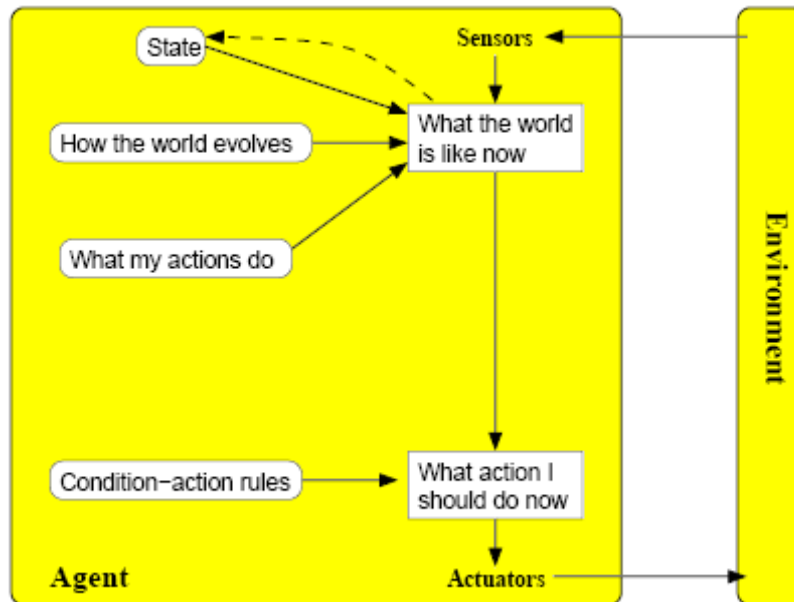 State
Sensors
How the world evolves
What the world
is like now
What my actions do
Environment
Condition−action rules
What action I
should do now
Agent
Actuators